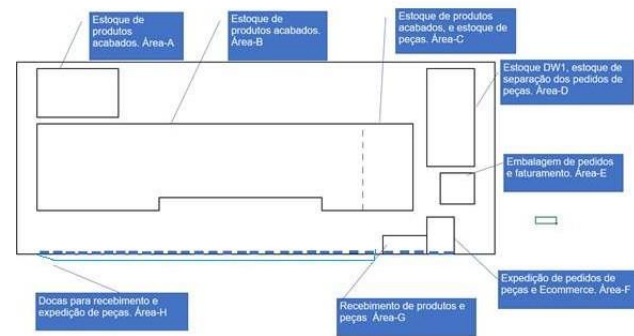 Estoque de
produtos
acabados. Área-A
Estoque de
produtos acabados.
Área-B
Estoque de produtos
acabados, e estoque de
peças. Área-C
Estoque DW1, estoque de
separação dos pedidos de
peças. Área-D
Embalagem de pedidos
e faturamento. Área-E
Expedição de pedidos de
peças e Ecommerce. Área-F
Recebimento de produtos e
peças Área-G
Docas para recebimento e
expedição de peças. Área-H